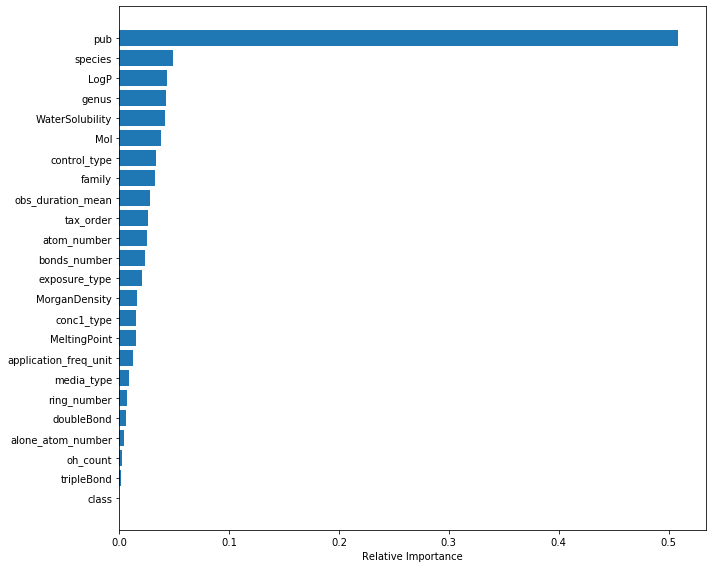 pub
species
LogP
genus
WaterSolubility
Mol
control_type
family
obs_duration_mean
tax_order
atom_number
bonds_number
exposure_type
MorganDensity
conc1_type
MeltingPoint
application_freq_unit
media_type
ring_number
doubleBond
alone_atom_number
oh_count
tripleBond
class
0.0 0.1 0.2 0.3 0.4 0.5
Relative Importance